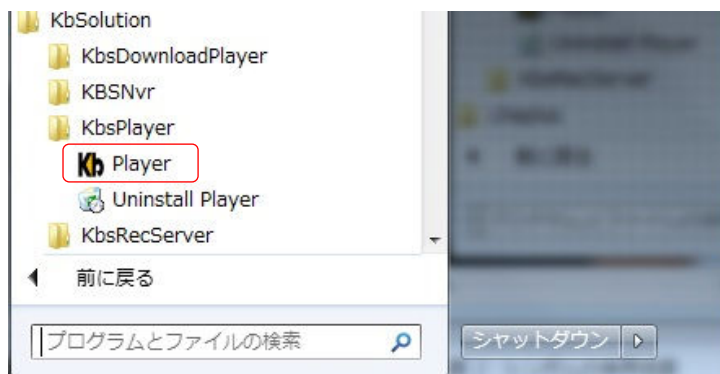 KbSolution
KbsDownloadPlayer
KBSNvr
KbsPlayer
Kb Player
Uninstall Player
KbsRecServer
前に戻る
プログラムとファイルの検索
シャットダウン